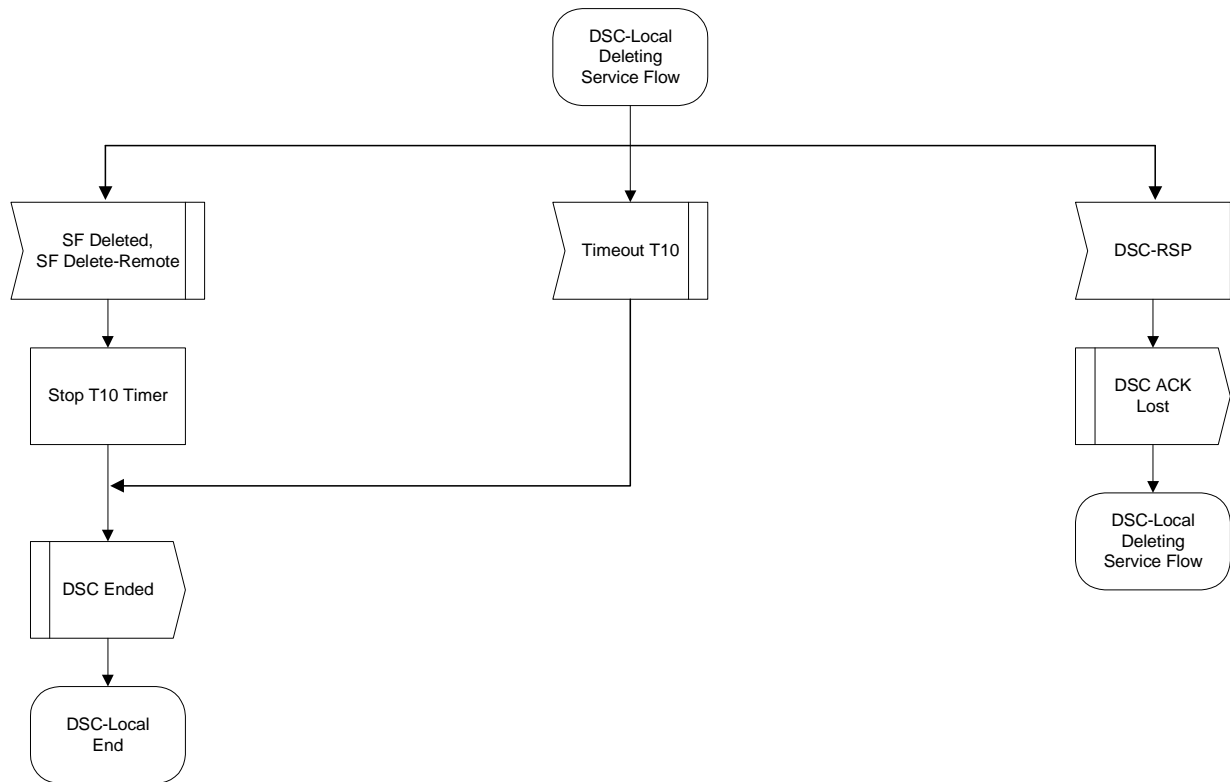 DSC-Local
Deleting
Service Flow
SF Deleted,
SF Delete-Remote
Timeout T10
DSC-RSP
Stop T10 Timer
DSC ACK
Lost
DSC-Local
Deleting
Service Flow
DSC Ended
DSC-Local
End